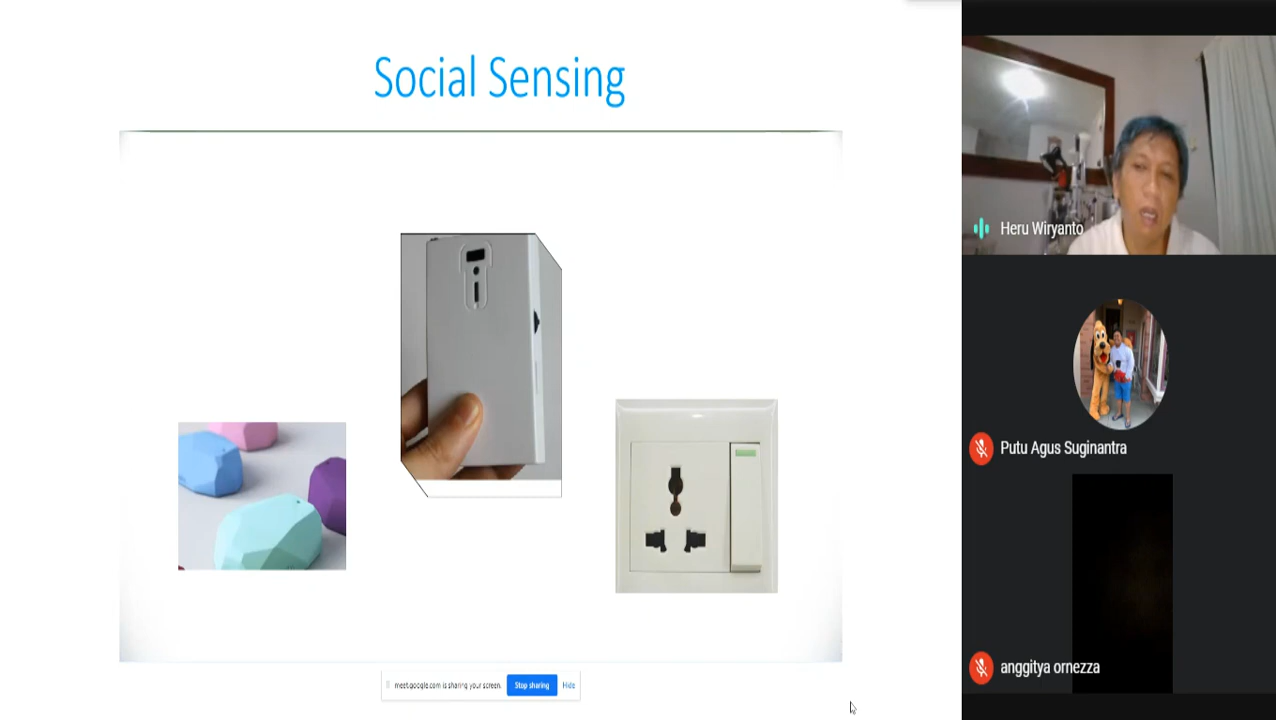 Social Sensing
Heru Wiryanto
Putu Agus Suginantra
anggitya ornezza
meet.google.com is sharing your screen.
Stop sharing
Hide